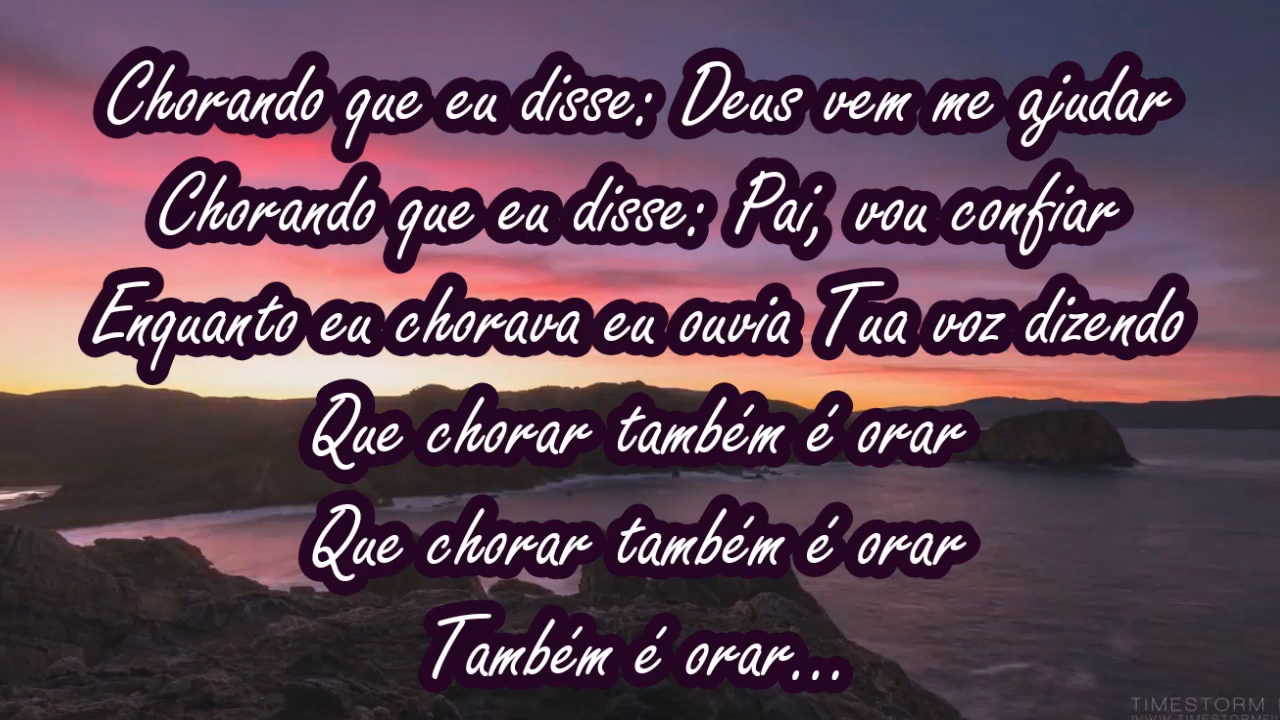 Chorando que eu disse: Deus vem me ajudar
Chorando que eu disse: Pai, vou confiar
Enquanto eu chorava eu ouvia Tua voz dizendo
Que chorar também é orar
Que chorar também é orar
Também é orar...
TIMESTORM